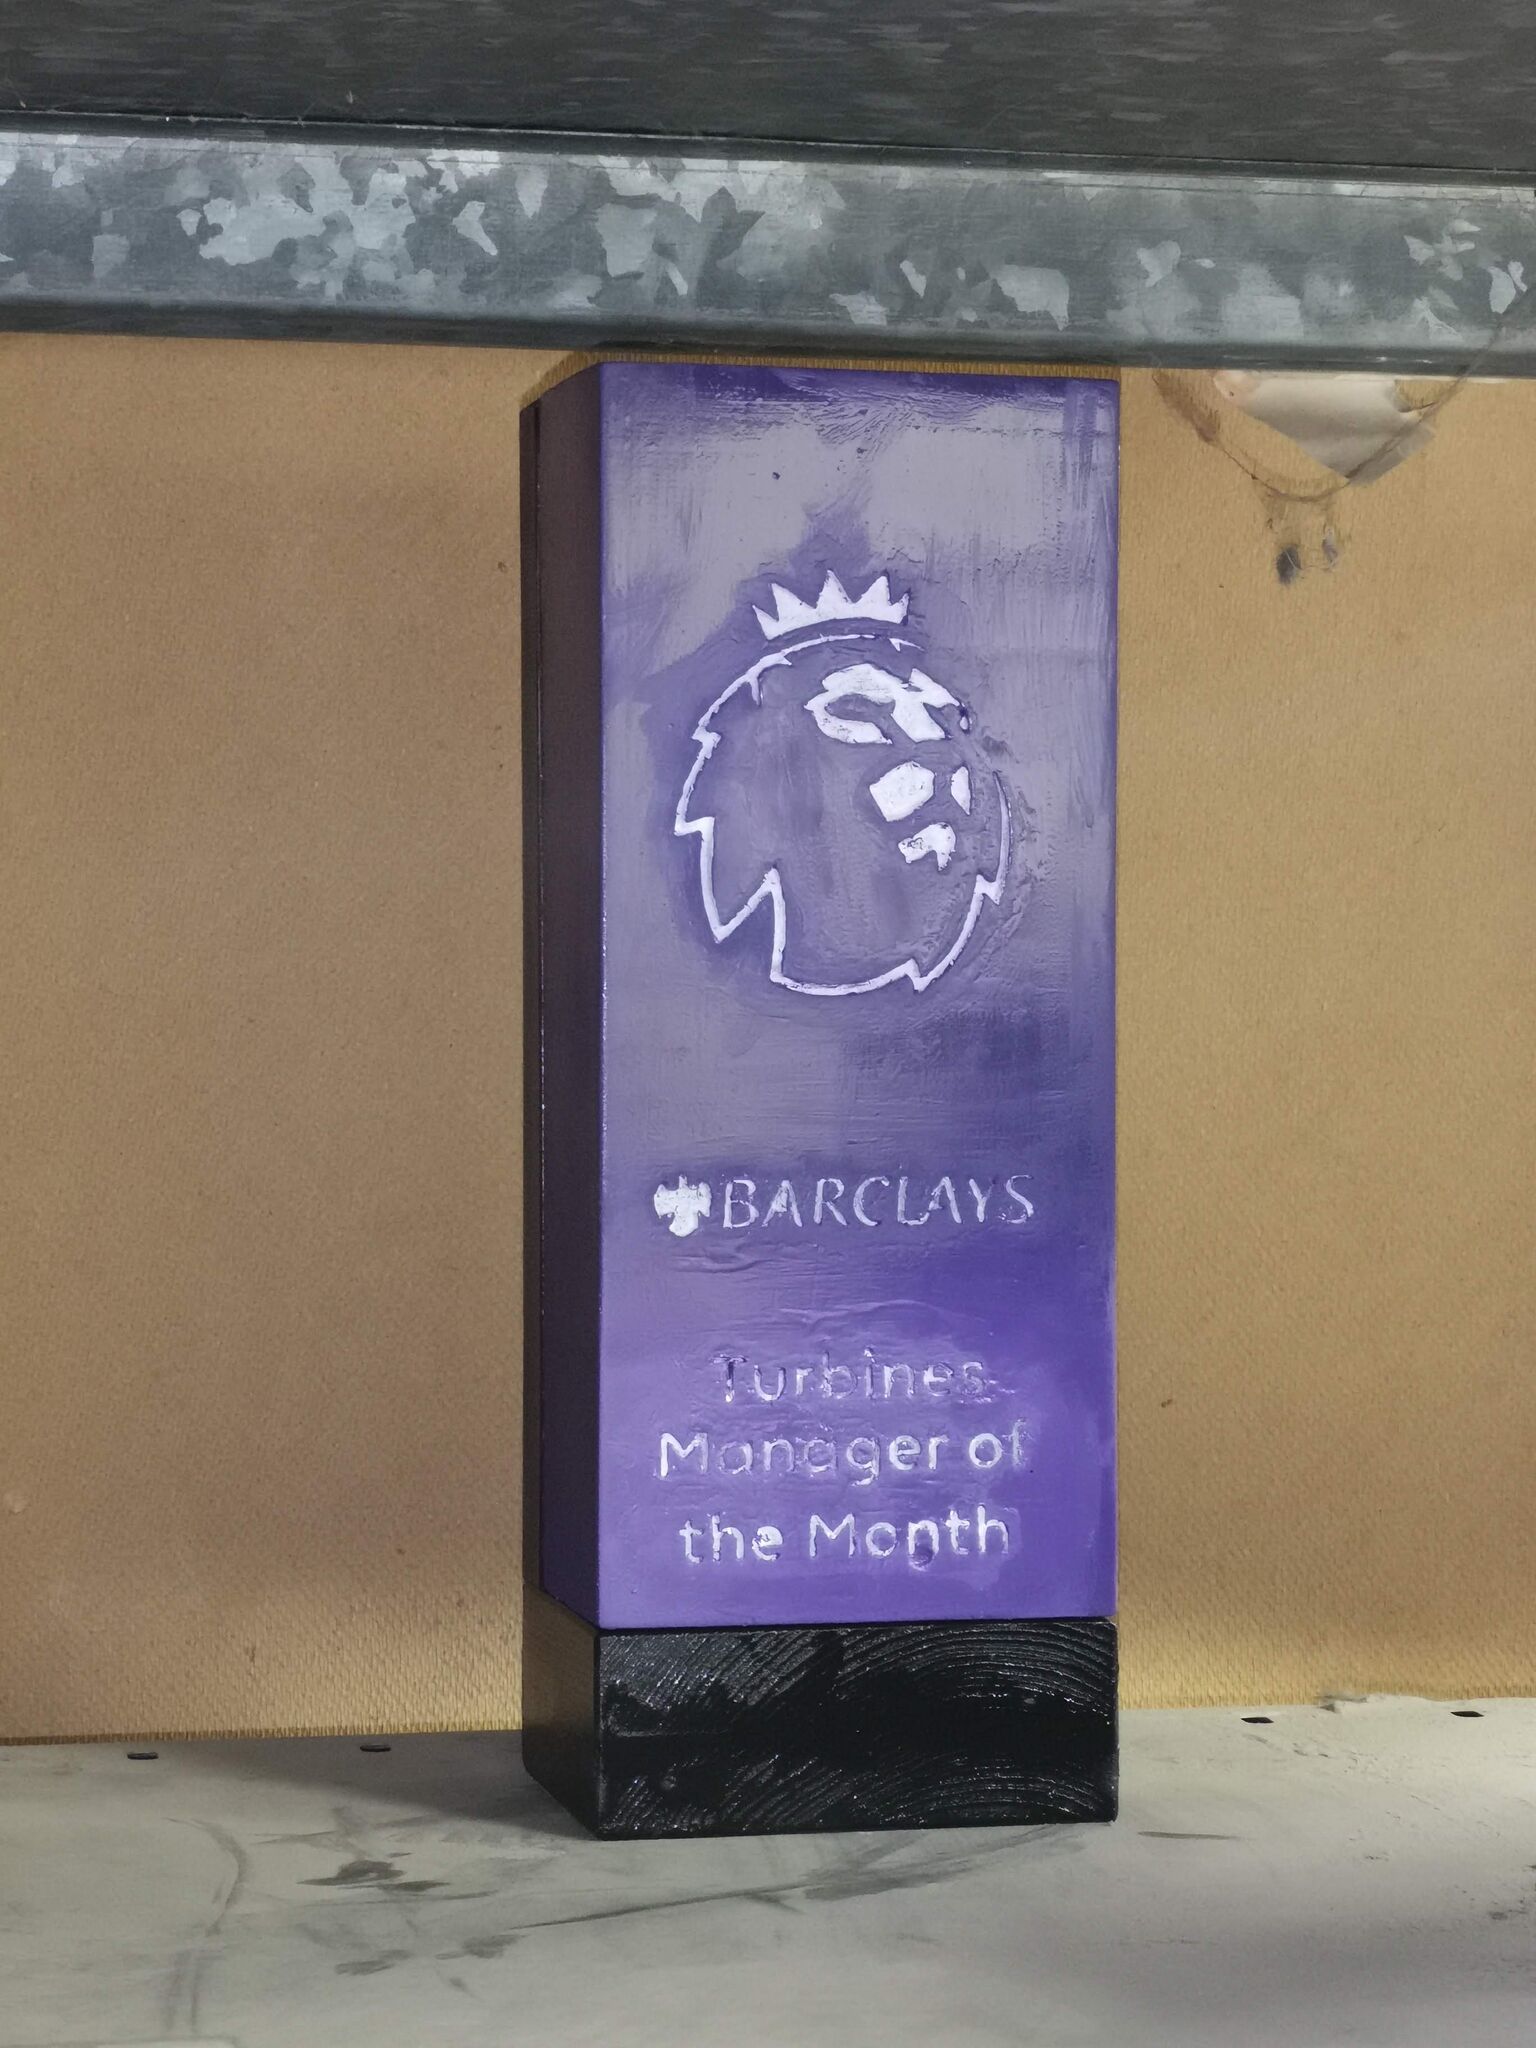 BARCLAYS
Turbines
Manager of
the Month